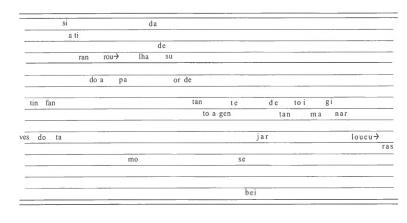 si da
a ti
de
ran rou→ lha su
do a pa or de
tin fan tan te de toi gi
to a gen tan ma nar
ves do ta jar loucu→
ras
mo se
bei